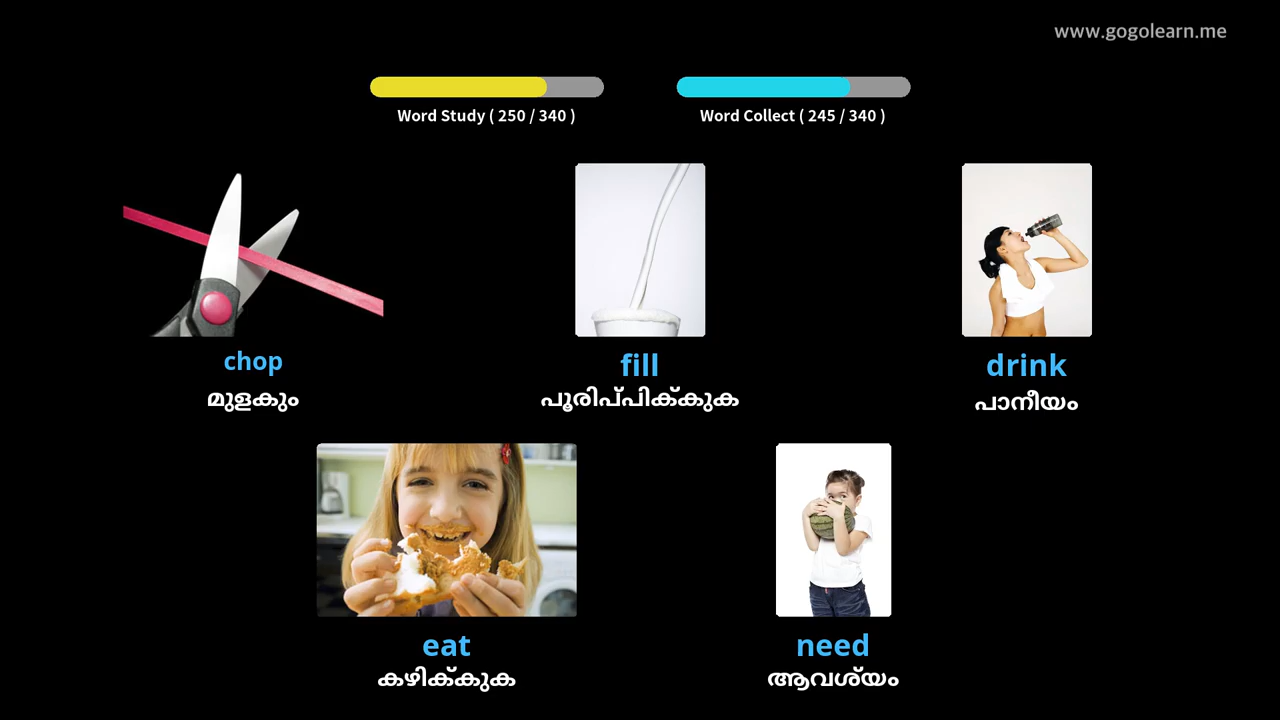 www.gogolearn.me
Word Study ( 250 / 340 )
Word Collect ( 245 / 340 )
chop
മുളകും
fill
പൂരിപ്പിക്കുക
drink
പാനീയം
eat
കഴിക്കുക
need
ആവശ്യം